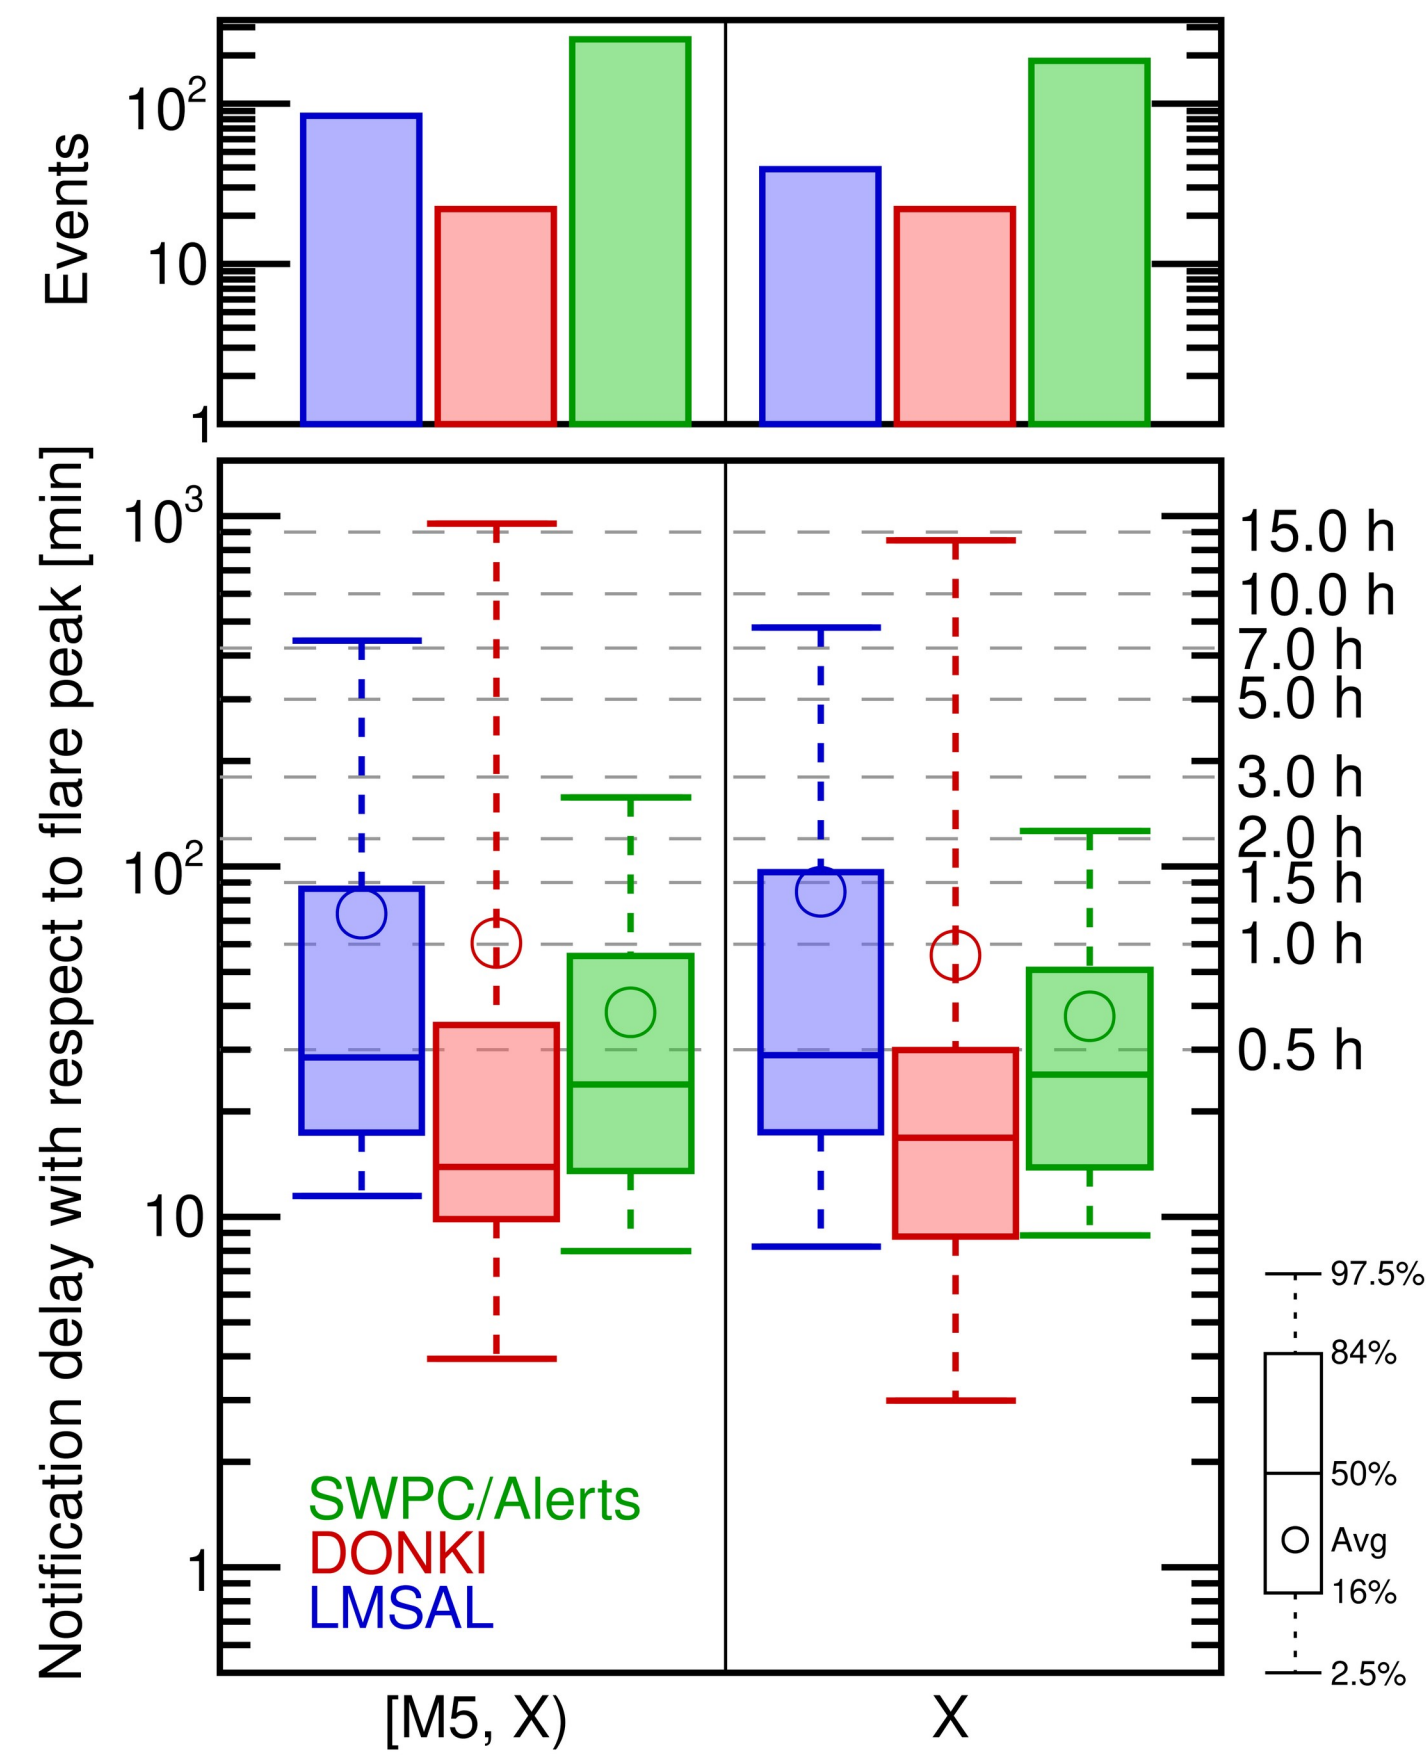 Events
10²
10
1
Notification delay with respect to flare peak [min]
10³
10²
10
1
15.0 h
10.0 h
7.0 h
5.0 h
3.0 h
2.0 h
1.5 h
1.0 h
0.5 h
SWPC/Alerts
DONKI
LMSAL
97.5%
84%
50%
Avg
16%
2.5%
[M5, X)
X